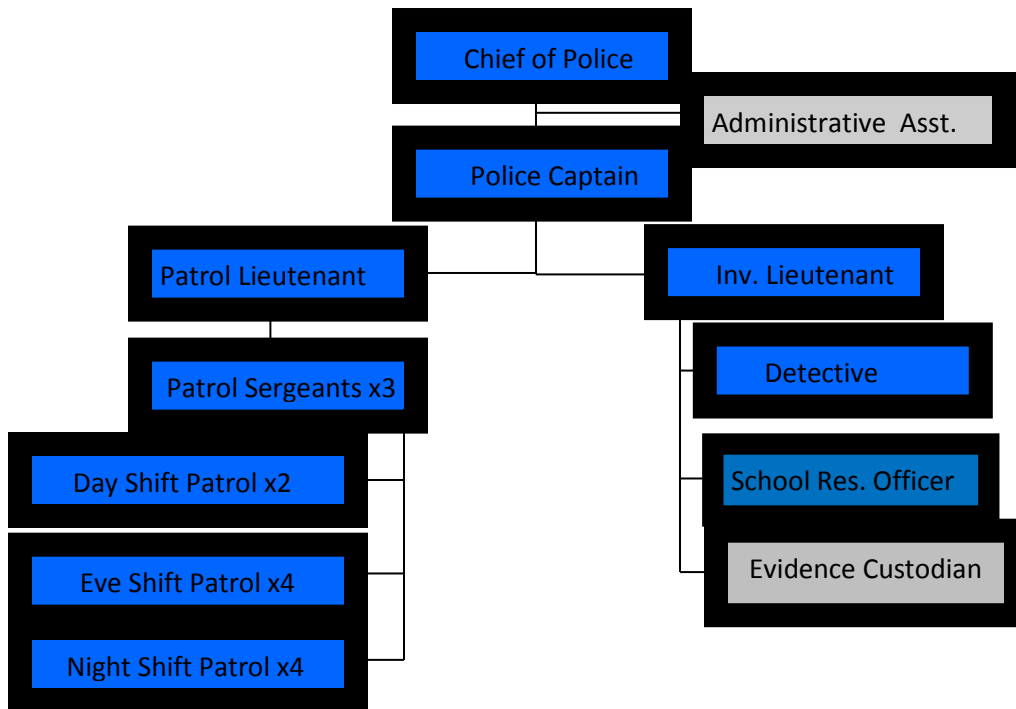 Chief of Police
Administrative Asst.
Police Captain
Patrol Lieutenant
Inv. Lieutenant
Patrol Sergeants x3
Detective
Day Shift Patrol x2
School Res. Officer
Eve Shift Patrol x4
Evidence Custodian
Night Shift Patrol x4